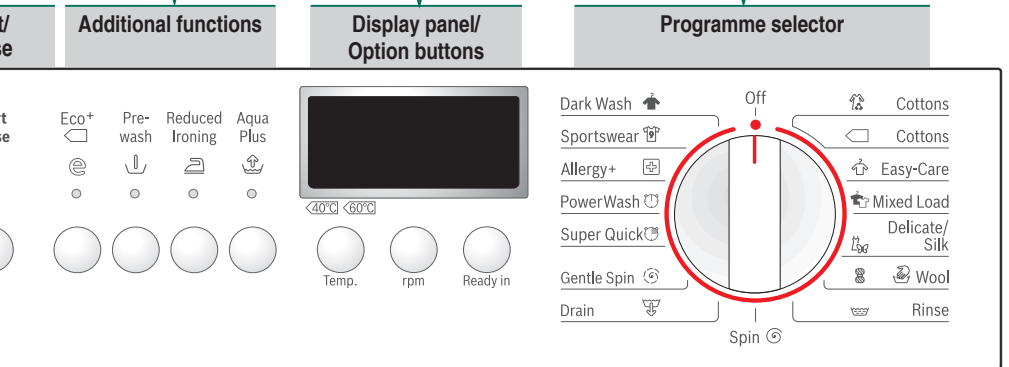 Additional functions
Display panel/
Option buttons
Programme selector
Eco+
Pre-
wash
Reduced
Ironing
Aqua
Plus
<40°C <60°C
Temp.
rpm
Ready in
Dark Wash
Sportswear
Allergy+
PowerWash
Super Quick
Gentle Spin
Drain
Off
Spin
Cottons
Cottons
Easy-Care
Mixed Load
Delicate/
Silk
Wool
Rinse